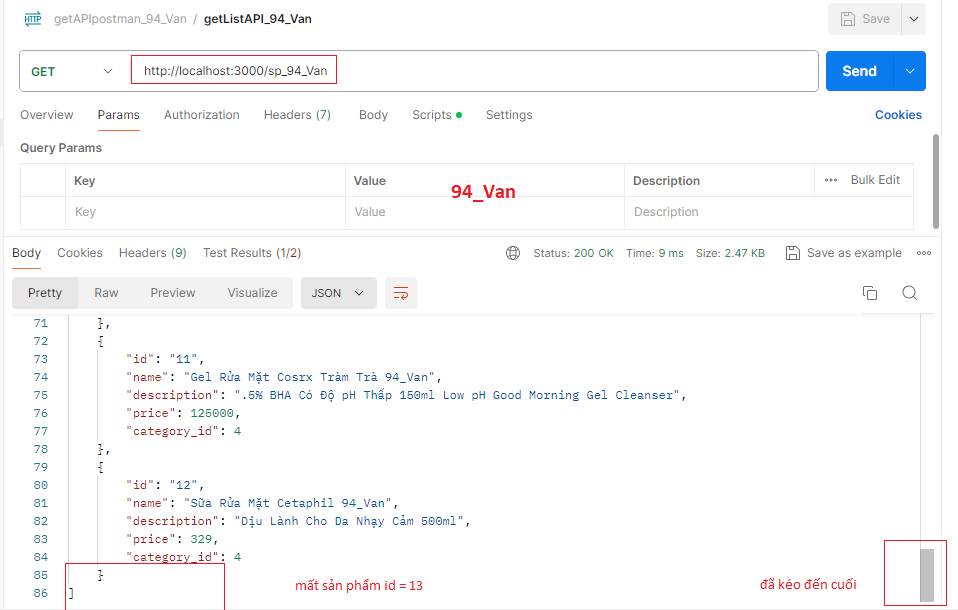 HTTP getAPIpostman_94_Van / getListAPI_94_Van Save
GET http://localhost:3000/sp_94_Van Send
Overview Params Authorization Headers (7) Body Scripts Settings Cookies
Query Params
Key Value Description Bulk Edit
Key Value Description
94_Van
Body Cookies Headers (9) Test Results (1/2) Status: 200 OK Time: 9 ms Size: 2.47 KB Save as example
Pretty Raw Preview Visualize JSON
71 },
72 {
73 "id": "11",
74 "name": "Gel Rửa Mặt Cosrx Tràm Trà 94_Van",
75 "description": ".5% BHA Có Độ pH Thấp 150ml Low pH Good Morning Gel Cleanser",
76 "price": 125000,
77 "category_id": 4
78 },
79 {
80 "id": "12",
81 "name": "Sữa Rửa Mặt Cetaphil 94_Van",
82 "description": "Dịu Lành Cho Da Nhạy Cảm 500ml",
83 "price": 329,
84 "category_id": 4
85 }
86 ]
mất sản phẩm id = 13 đã kéo đến cuối